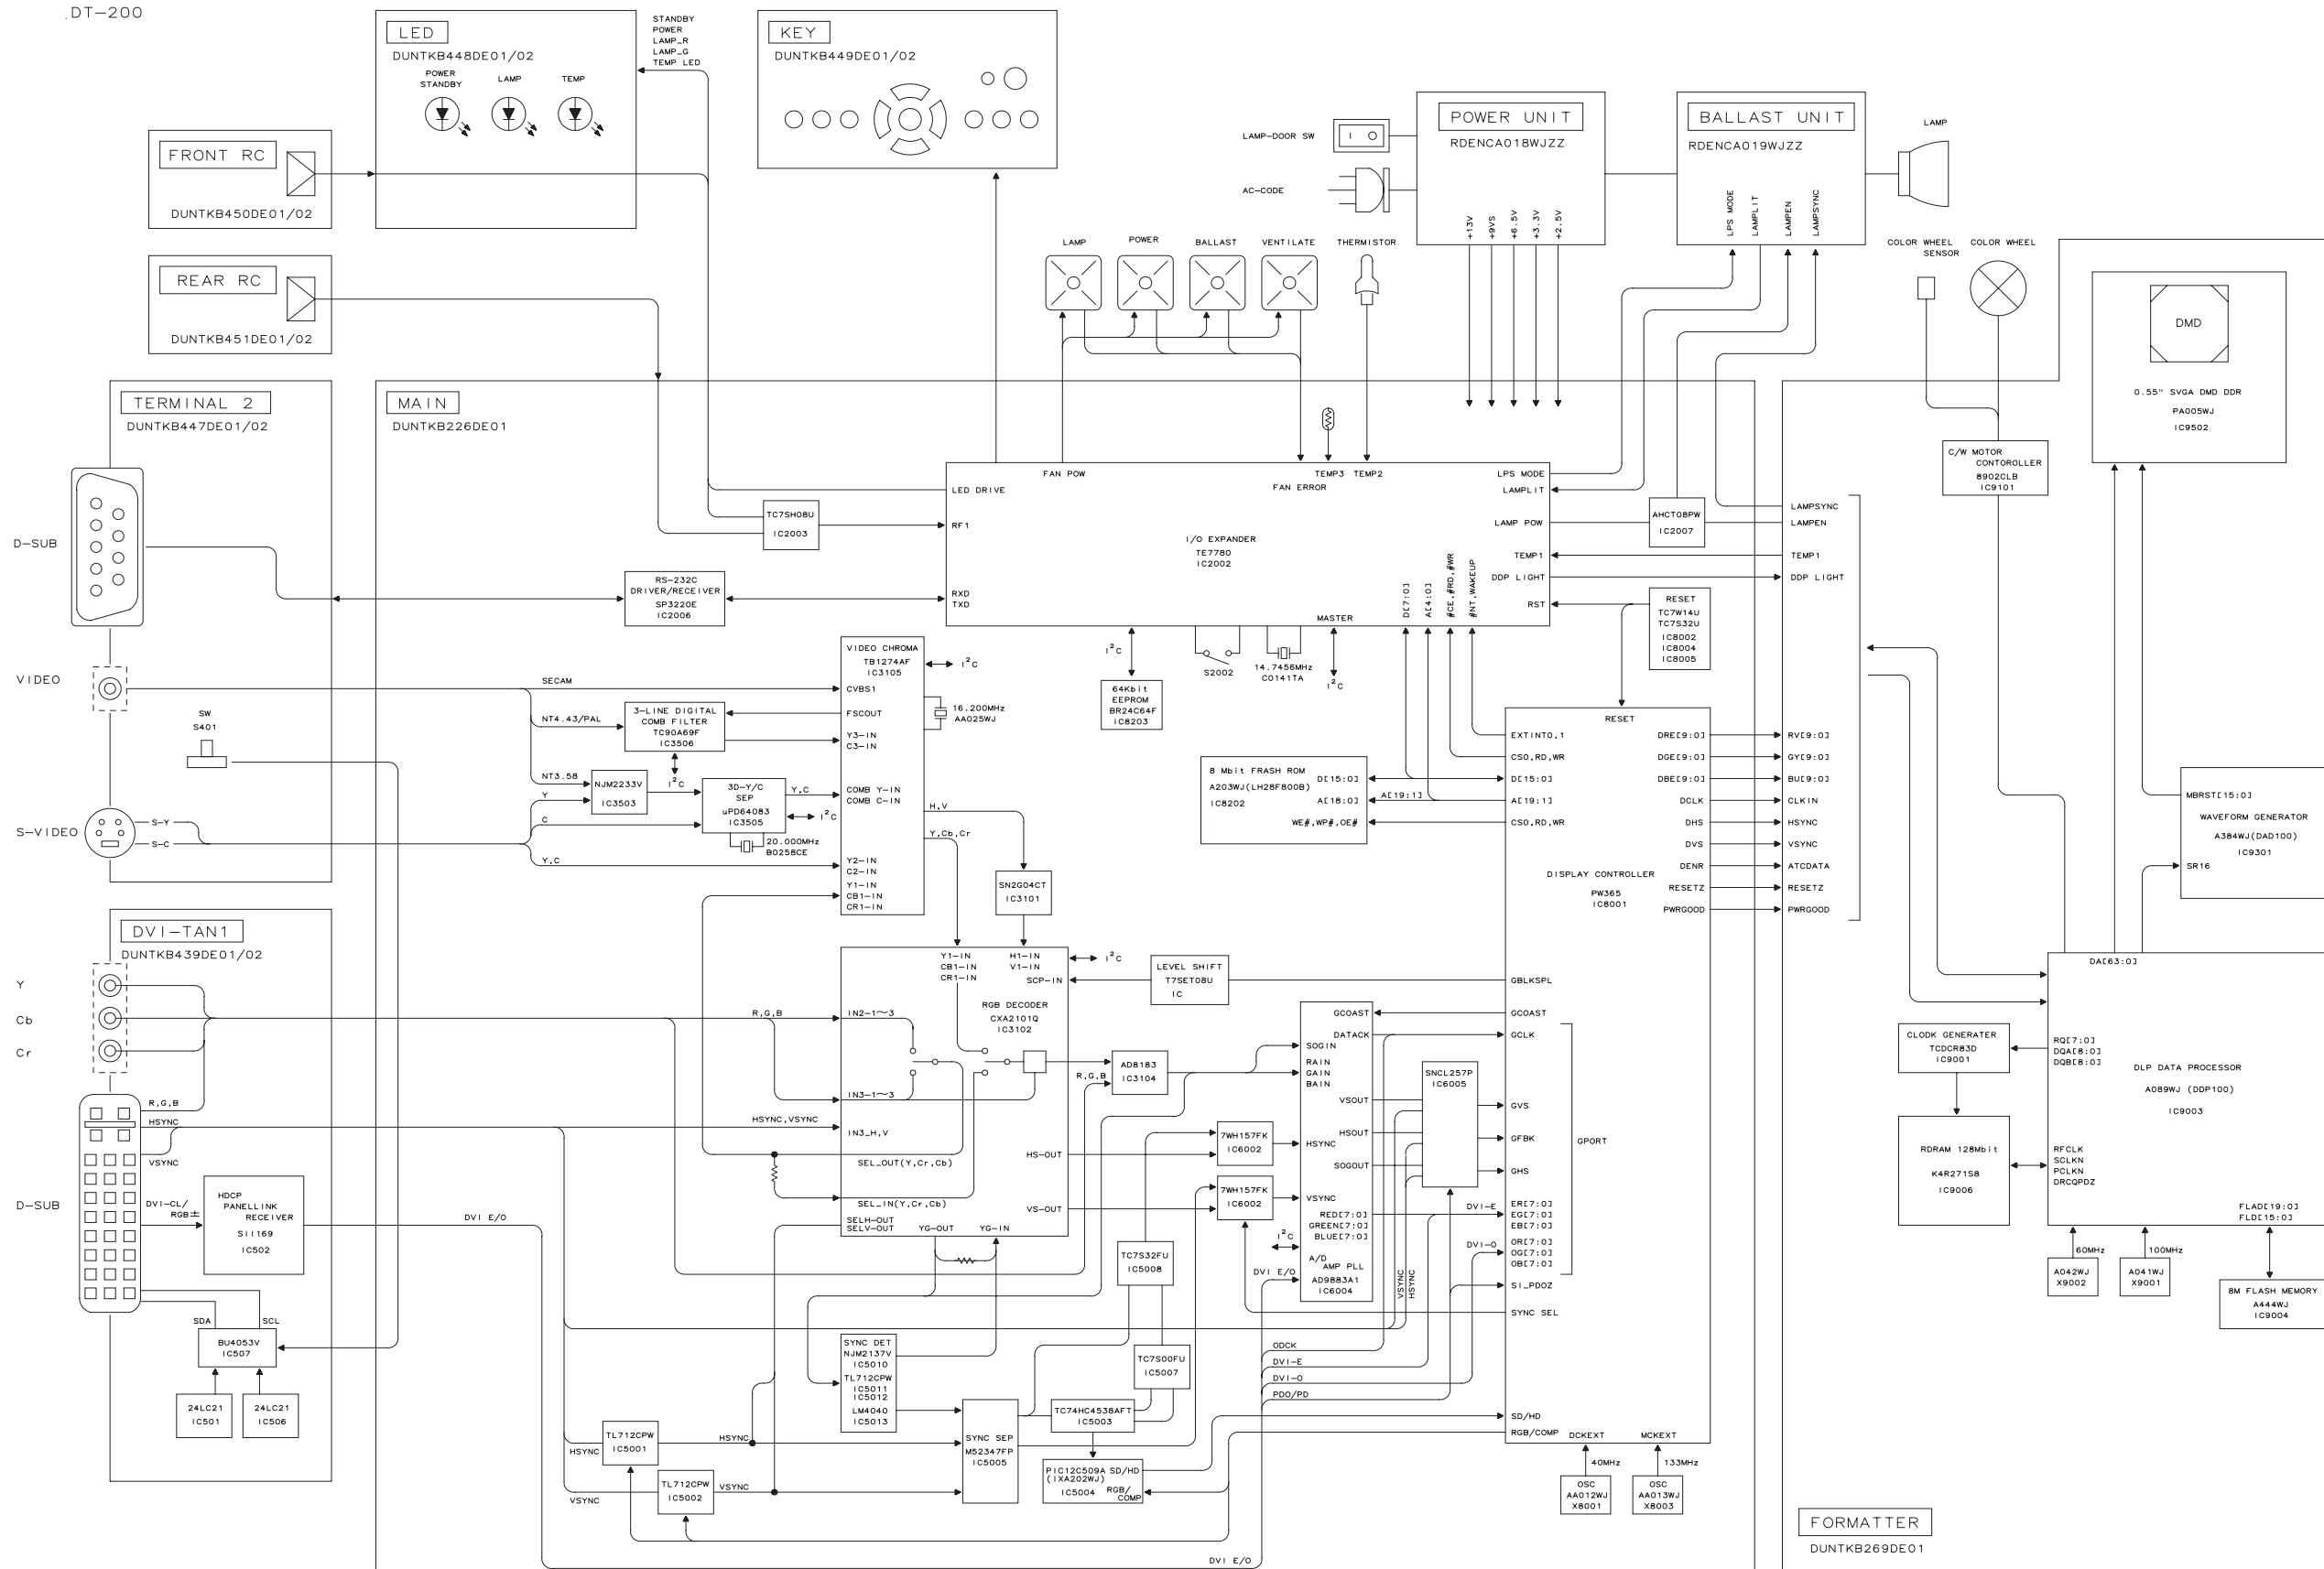 DT-200
LED
DUNTKB448DE01/02
POWER
STANDBY
LAMP
TEMP
STANDBY
POWER
LAMP_R
LAMP_G
TEMP LED
KEY
DUNTKB449DE01/02
FRONT RC
DUNTKB450DE01/02
REAR RC
DUNTKB451DE01/02
LAMP-DOOR SW
AC-CODE
POWER UNIT
RDENCA018WJZZ
+13V
+9VS
+6.5V
+3.3V
+2.5V
BALLAST UNIT
RDENCA019WJZZ
LPS MODE
LAMPLIT
LAMPEN
LAMPSYNC
LAMP
LAMP
POWER
BALLAST
VENTILATE
THERMISTOR
COLOR WHEEL
SENSOR
COLOR WHEEL
DMD
0.55" SVGA DMD DDR
PA005WJ
IC9502
C/W MOTOR
CONTOROLLER
8902CLB
IC9101
TERMINAL 2
DUNTKB447DE01/02
D-SUB
VIDEO
SW
S401
S-VIDEO
S-Y
S-C
MAIN
DUNTKB226DE01
FAN POW
TEMP3
TEMP2
FAN ERROR
LPS MODE
LAMPLIT
LED DRIVE
RF1
LAMP POW
I/O EXPANDER
TE7780
IC2002
TEMP1
DDP LIGHT
RST
RXD
TXD
MASTER
D[7:0]
A[4:0]
#CE,#RD,#WR
#NT,WAKEUP
TC7SH08U
IC2003
RS-232C
DRIVER/RECEIVER
SP3220E
IC2006
AHCT08PW
IC2007
LAMPSYNC
LAMPEN
TEMP1
DDP LIGHT
RESET
TC7W14U
TC7S32U
IC8002
IC8004
IC8005
I²C
64Kbit
EEPROM
BR24C64F
IC8203
S2002
14.7456MHz
C0141TA
I²C
VIDEO CHROMA
TB1274AF
IC3105
I²C
CVBS1
FSCOUT
Y3-IN
C3-IN
COMB Y-IN
COMB C-IN
Y2-IN
C2-IN
Y1-IN
CB1-IN
CR1-IN
16.200MHz
AA025WJ
SECAM
NT4.43/PAL
NT3.58
Y
C
Y,C
3-LINE DIGITAL
COMB FILTER
TC90A69F
IC3506
I²C
NJM2233V
IC3503
3D-Y/C
SEP
uPD64083
IC3505
Y,C
I²C
20.000MHz
B0258CE
H,V
Y,Cb,Cr
SN2G04CT
IC3101
8 Mbit FRASH ROM
A203WJ(LH28F800B)
IC8202
D[15:0]
A[18:0]
WE#,WP#,OE#
A[19:1]
RESET
EXTINT0,1
CS0,RD,WR
D[15:0]
A[19:1]
CS0,RD,WR
DRE[9:0]
DGE[9:0]
DBE[9:0]
DCLK
DHS
DVS
DENR
RESETZ
PWRGOOD
DISPLAY CONTROLLER
PW365
IC8001
RV[9:0]
GY[9:0]
BU[9:0]
CLKIN
HSYNC
VSYNC
ATCDATA
RESETZ
PWRGOOD
MBRST[15:0]
WAVEFORM GENERATOR
A384WJ(DAD100)
IC9301
SR16
DVI-TAN1
DUNTKB439DE01/02
Y
Cb
Cr
R,G,B
HSYNC
VSYNC
D-SUB
DVI-CL/
RGB±
HDCP
PANELLINK
RECEIVER
SII169
IC502
DVI E/O
SDA
SCL
BU4053V
IC507
24LC21
IC501
24LC21
IC506
Y1-IN
CB1-IN
CR1-IN
H1-IN
V1-IN
I²C
SCP-IN
RGB DECODER
CXA2101Q
IC3102
R,G,B
IN2-1~3
IN3-1~3
HSYNC,VSYNC
IN3_H,V
SEL_OUT(Y,Cr,Cb)
SEL_IN(Y,Cr,Cb)
SELH-OUT
SELV-OUT
YG-OUT
YG-IN
HS-OUT
VS-OUT
LEVEL SHIFT
T7SET08U
IC
AD8183
IC3104
R,G,B
7WH157FK
IC6002
7WH157FK
IC6002
TC7S32FU
IC5008
TC7S00FU
IC5007
GCOAST
DATACK
SOGIN
RAIN
GAIN
BAIN
VSOUT
HSOUT
HSYNC
SOGOUT
VSYNC
RED[7:0]
GREEN[7:0]
BLUE[7:0]
I²C
A/D
AMP PLL
AD9883A1
IC6004
DVI E/O
SNCL257P
IC6005
VSYNC
HSYNC
GBLKSPL
GCOAST
GCLK
GVS
GFBK
GHS
GPORT
DVI-E
ER[7:0]
EG[7:0]
EB[7:0]
DVI-O
OR[7:0]
OG[7:0]
OB[7:0]
SI_PDOZ
SYNC SEL
ODCK
DVI-E
DVI-O
PDO/PD
SD/HD
RGB/COMP
DCKEXT
MCKEXT
40MHz
133MHz
OSC
AA012WJ
X8001
OSC
AA013WJ
X8003
SYNC DET
NJM2137V
IC5010
TL712CPW
IC5011
IC5012
LM4040
IC5013
HSYNC
TL712CPW
IC5001
HSYNC
VSYNC
TL712CPW
IC5002
VSYNC
SYNC SEP
M52347FP
IC5005
TC74HC4538AFT
IC5003
PIC12C509A SD/HD
(IXA202WJ)
IC5004
RGB/
COMP
DVI E/O
DA[63:0]
CLODK GENERATER
TCDCR83D
IC9001
RQ[7:0]
DQA[8:0]
DQB[8:0]
DLP DATA PROCESSOR
A089WJ (DDP100)
IC9003
RDRAM 128Mbit
K4R271S8
IC9006
RFCLK
SCLKN
PCLKN
DRCQPDZ
FLAD[19:0]
FLD[15:0]
60MHz
A042WJ
X9002
100MHz
A041WJ
X9001
8M FLASH MEMORY
A444WJ
IC9004
FORMATTER
DUNTKB269DE01